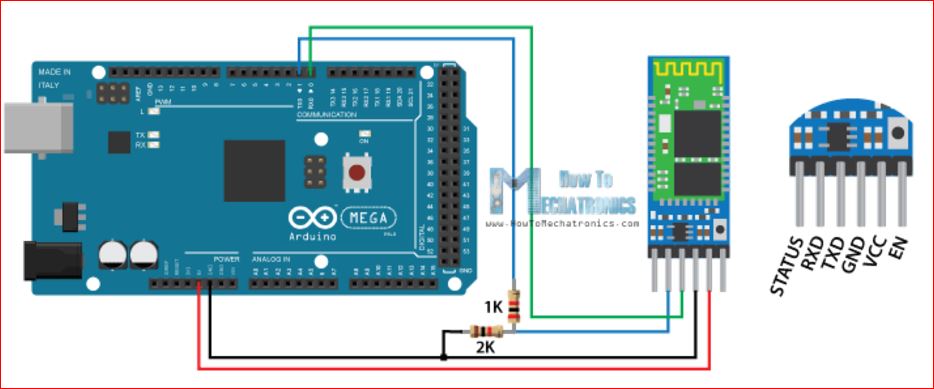 MADE IN
ITALY
AREF
GND
13
12
11
10
9
8
7
6
5
4
3
2
PWM
L
TX
RX
TX0
RX0
TX3 14
RX3 15
TX2 16
RX2 17
TX1 18
RX1 19
SDA 20
SCL 21
COMMUNICATION
ON
Arduino
MEGA
DIGITAL
GND
POWER
ANALOG IN
RESET
5V
1K
2K
How To
MECHATRONICS
www.HowToMechatronics.com
STATUS
RXD
TXD
GND
VCC
EN